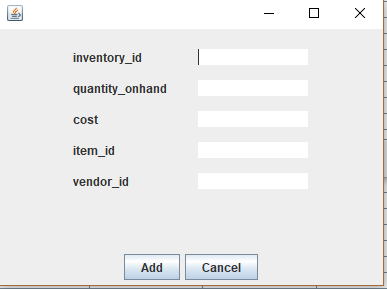 inventory_id
quantity_onhand
cost
item_id
vendor_id
Add Cancel